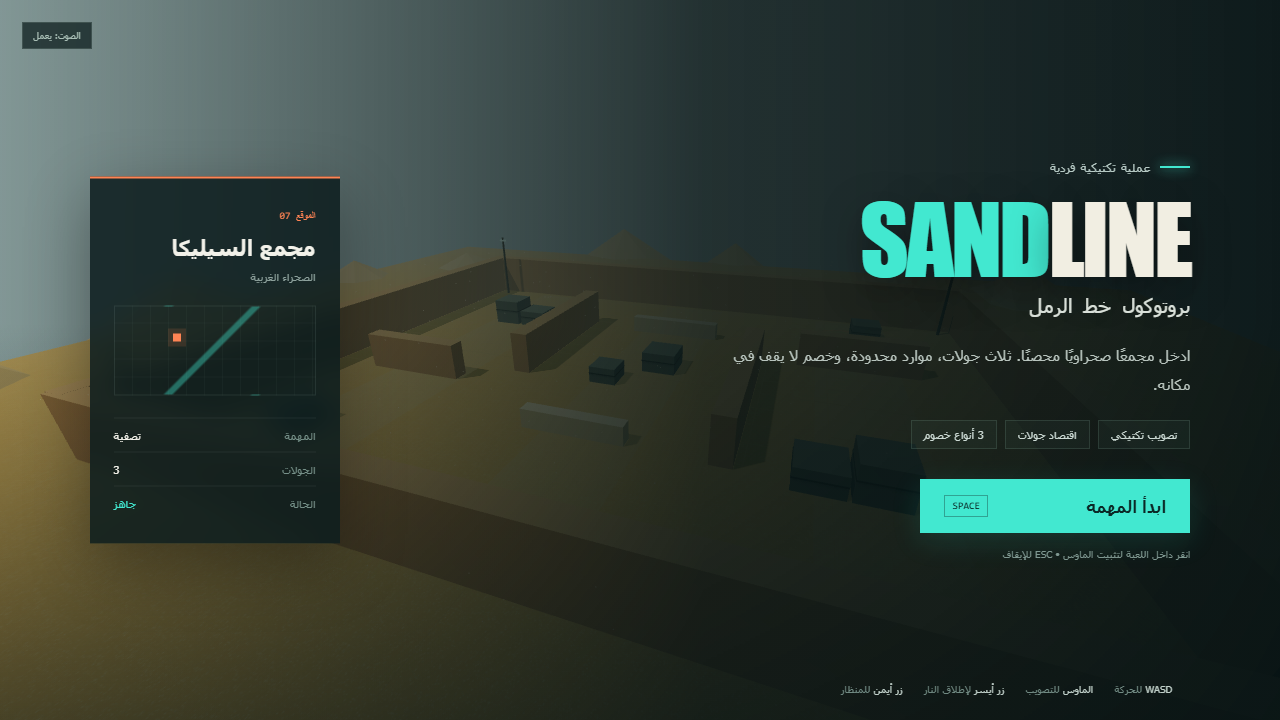 الصوت: يعمل
عملية تكتيكية فردية
SANDLINE
بروتوكول خط الرمل
ادخل مجمعًا صحراويًا محصنًا. ثلاث جولات، موارد محدودة، وخصم لا يقف في
مكانه.
تصويب تكتيكي
اقتصاد جولات
3 أنواع خصوم
ابدأ المهمة SPACE
انقر داخل اللعبة لتثبيت الماوس • ESC للإيقاف
الموقع 07
مجمع السيليكا
الصحراء الغربية
المهمة تصفية
الجولات 3
الحالة جاهز
WASD للحركة الماوس للتصويب زر أيسر لإطلاق النار زر أيمن للمنظار